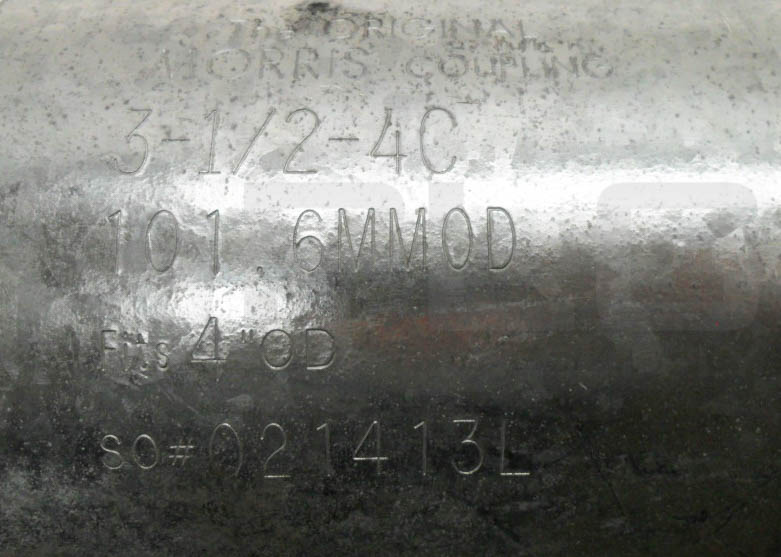 THE ORIGINAL
MORRIS COUPLING
3-1/2-4C
101.6MMOD
Fits 4"OD
SO#021413L